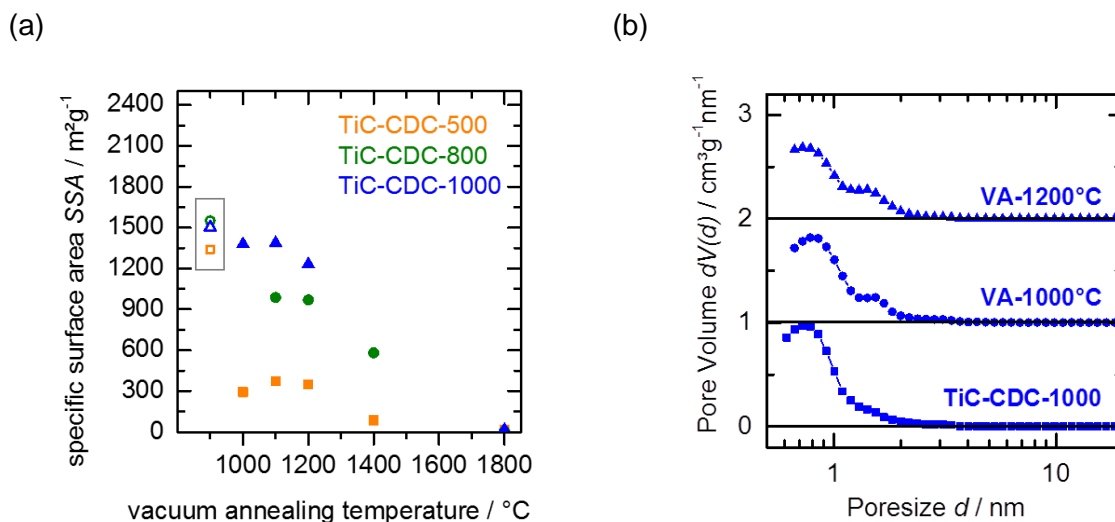 (a)
(b)
specific surface area SSA / m²g⁻¹
2400
2100
1800
1500
1200
900
600
300
0
TiC-CDC-500
TiC-CDC-800
TiC-CDC-1000
1000 1200 1400 1600 1800
vacuum annealing temperature / °C
Pore Volume dV(d) / cm³g⁻¹nm⁻¹
3
2
1
0
VA-1200°C
VA-1000°C
TiC-CDC-1000
1 10
Poresize d / nm